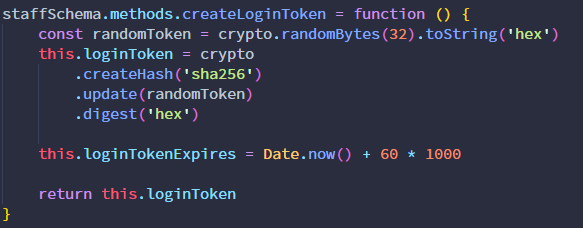 staffSchema.methods.createLoginToken = function () {
    const randomToken = crypto.randomBytes(32).toString('hex')
    this.loginToken = crypto
        .createHash('sha256')
        .update(randomToken)
        .digest('hex')

    this.loginTokenExpires = Date.now() + 60 * 1000

    return this.loginToken
}